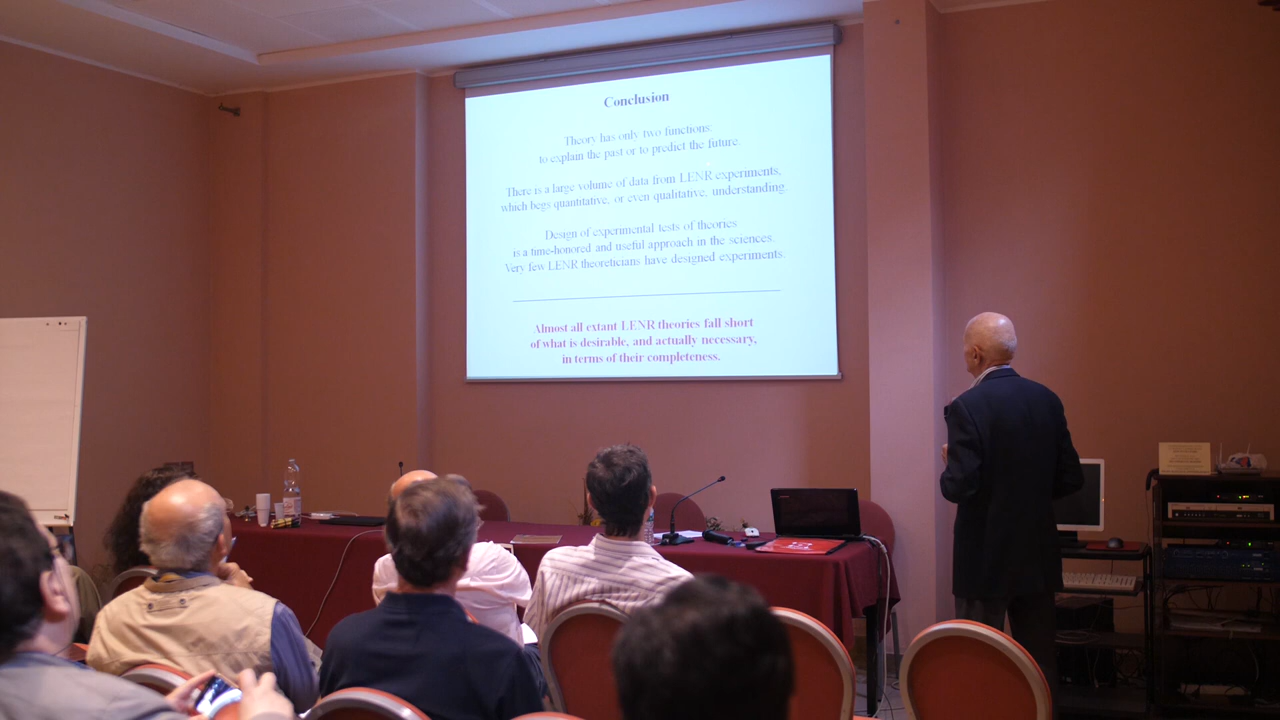 Conclusion
Theory has only two functions:
to explain the past or to predict the future.
There is a large volume of data from LENR experiments,
which begs quantitative, or even qualitative, understanding.
Design of experimental tests of theories
is a time-honored and useful approach in the sciences.
Very few LENR theoreticians have designed experiments.
Almost all extant LENR theories fall short
of what is desirable, and actually necessary,
in terms of their completeness.